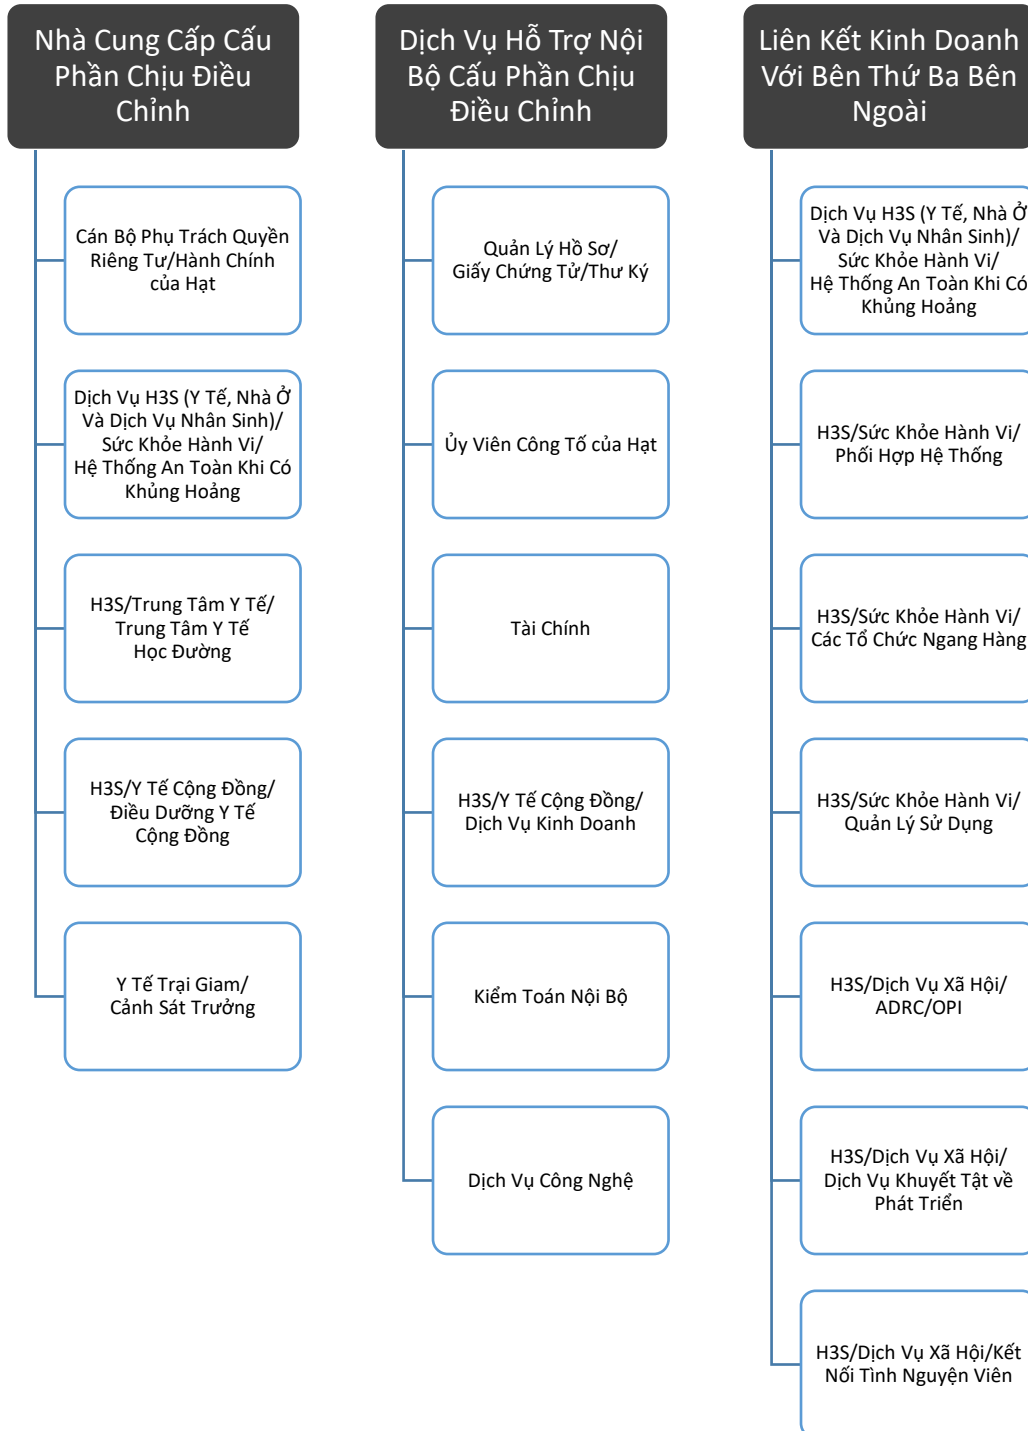 Nhà Cung Cấp Cấu
Phần Chịu Điều
Chỉnh
Cán Bộ Phụ Trách Quyền
Riêng Tư/Hành Chính
của Hạt
Dịch Vụ H3S (Y Tế, Nhà Ở
Và Dịch Vụ Nhân Sinh)/
Sức Khỏe Hành Vi/
Hệ Thống An Toàn Khi Có
Khủng Hoảng
H3S/Trung Tâm Y Tế/
Trung Tâm Y Tế
Học Đường
H3S/Y Tế Cộng Đồng/
Điều Dưỡng Y Tế
Cộng Đồng
Y Tế Trại Giam/
Cảnh Sát Trưởng
Dịch Vụ Hỗ Trợ Nội
Bộ Cấu Phần Chịu
Điều Chỉnh
Quản Lý Hồ Sơ/
Giấy Chứng Tử/Thư Ký
Ủy Viên Công Tố của Hạt
Tài Chính
H3S/Y Tế Cộng Đồng/
Dịch Vụ Kinh Doanh
Kiểm Toán Nội Bộ
Dịch Vụ Công Nghệ
Liên Kết Kinh Doanh
Với Bên Thứ Ba Bên
Ngoài
Dịch Vụ H3S (Y Tế, Nhà Ở
Và Dịch Vụ Nhân Sinh)/
Sức Khỏe Hành Vi/
Hệ Thống An Toàn Khi Có
Khủng Hoảng
H3S/Sức Khỏe Hành Vi/
Phối Hợp Hệ Thống
H3S/Sức Khỏe Hành Vi/
Các Tổ Chức Ngang Hàng
H3S/Sức Khỏe Hành Vi/
Quản Lý Sử Dụng
H3S/Dịch Vụ Xã Hội/
ADRC/OPI
H3S/Dịch Vụ Xã Hội/
Dịch Vụ Khuyết Tật về
Phát Triển
H3S/Dịch Vụ Xã Hội/Kết
Nối Tình Nguyện Viên